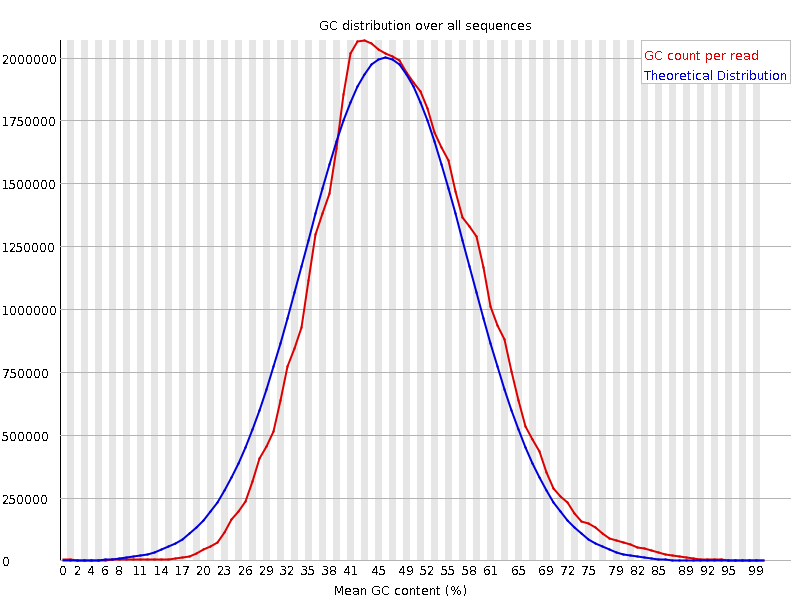 GC distribution over all sequences
GC count per read
Theoretical Distribution
2000000
1750000
1500000
1250000
1000000
750000
500000
250000
0
0 2 4 6 8 11 14 17 20 23 26 29 32 35 38 41 45 49 52 55 58 61 65 69 72 75 79 82 85 89 92 95 99
Mean GC content (%)